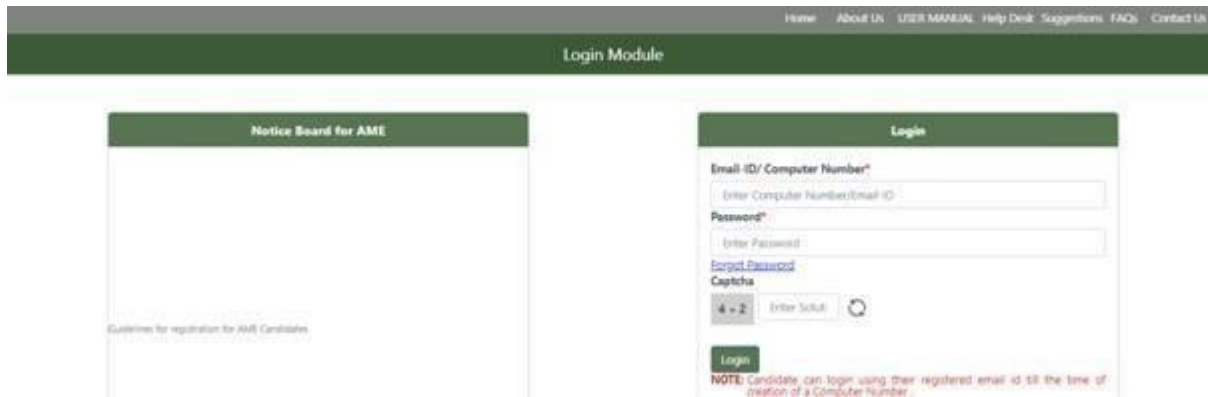 Home About Us USER MANUAL Help Desk Suggestions FAQs Contact Us
Login Module
Notice Board for AME
Guidelines for registration for AME Candidates
Login
Email-ID/ Computer Number*
Enter Computer Number/Email-ID
Password*
Enter Password
Forgot Password
Captcha
Enter Soluti
Login
NOTE: Candidate can login using their registered email id till the time of
creation of a Computer Number .